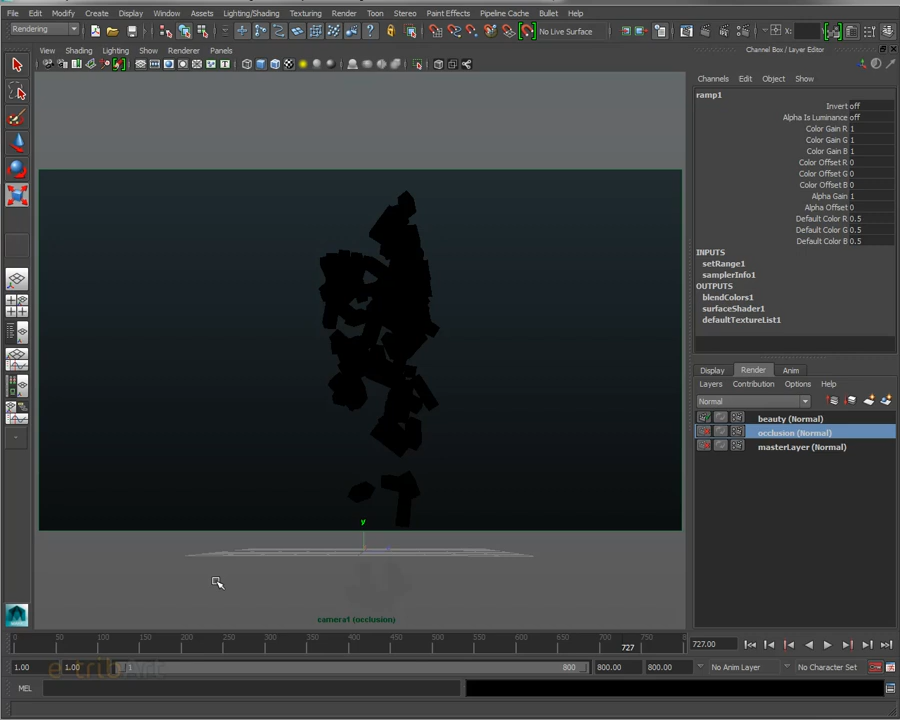 File Edit Modify Create Display Window Assets Lighting/Shading Texturing Render Toon Stereo Paint Effects Pipeline Cache Bullet Help
Rendering No Live Surface
View Shading Lighting Show Renderer Panels
Channel Box / Layer Editor
Channels Edit Object Show
ramp1
Invert off
Alpha Is Luminance off
Color Gain R 1
Color Gain G 1
Color Gain B 1
Color Offset R 0
Color Offset G 0
Color Offset B 0
Alpha Gain 1
Alpha Offset 0
Default Color R 0.5
Default Color G 0.5
Default Color B 0.5
INPUTS
setRange1
samplerInfo1
OUTPUTS
blendColors1
surfaceShader1
defaultTextureList1
Display Render Anim
Layers Contribution Options Help
Normal
beauty (Normal)
occlusion (Normal)
masterLayer (Normal)
y
camera1 (occlusion)
0 50 100 150 200 250 300 350 400 450 500 550 600 650 700 750 8
727
727.00
1.00 1.00 1 800 800.00 800.00 No Anim Layer No Character Set
e-tribArt
MEL